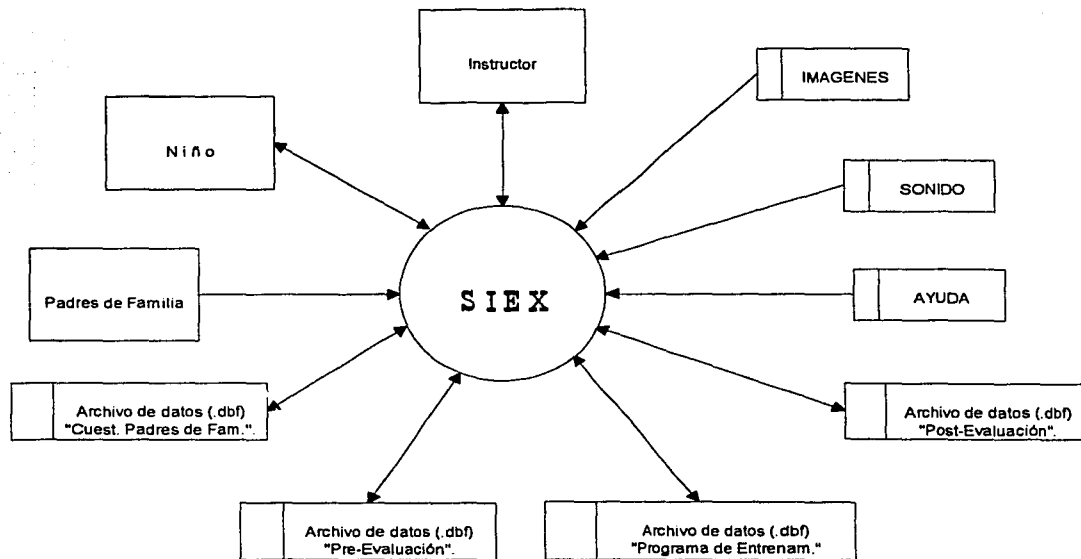 Instructor
IMAGENES
Niño
SONIDO
Padres de Familia
SIEX
AYUDA
Archivo de datos (.dbf)
"Cuest. Padres de Fam.".
Archivo de datos (.dbf)
"Post-Evaluación".
Archivo de datos (.dbf)
"Pre-Evaluación".
Archivo de datos (.dbf)
"Programa de Entrenam."